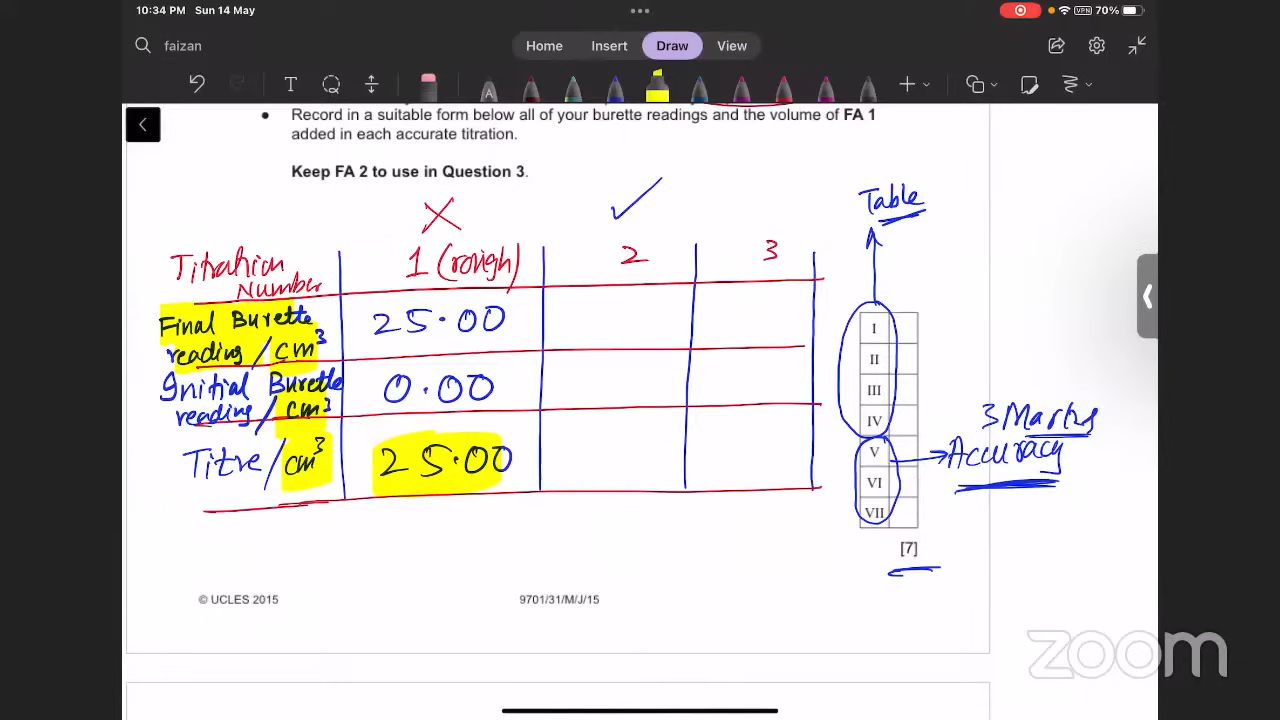 10:34 PM Sun 14 May
VPN 70%
faizan
Home Insert Draw View
T
A
● Record in a suitable form below all of your burette readings and the volume of FA 1
added in each accurate titration.
Keep FA 2 to use in Question 3.
Table
Titration
Number
1 (rough) 2 3
Final Burette
reading/cm³
25.00
Initial Burette
reading/cm³
0.00
Titre/cm³
25.00
I
II
III
IV
V
VI
VII
3 Marks
Accuracy
[7]
© UCLES 2015 9701/31/M/J/15
zoom